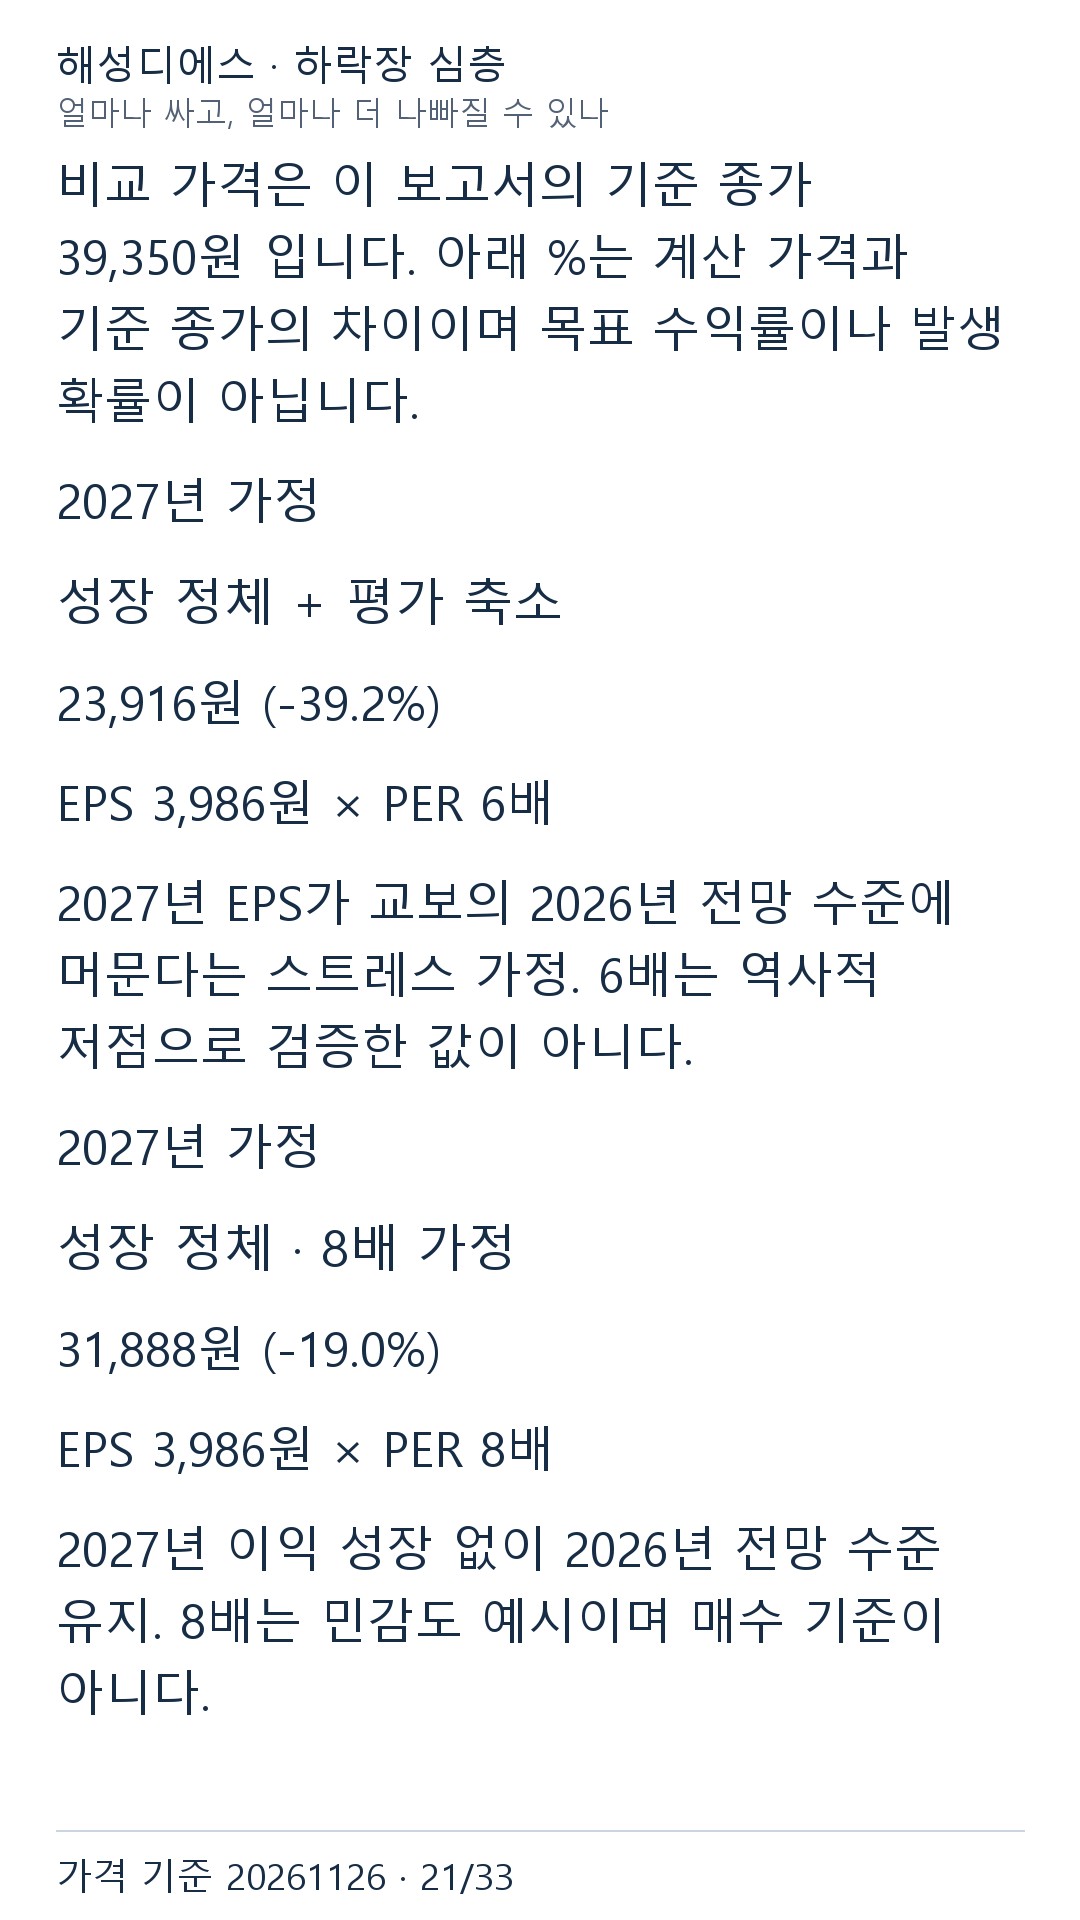 해성디에스 · 하락장 심층
얼마나 싸고, 얼마나 더 나빠질 수 있나
비교 가격은 이 보고서의 기준 종가
39,350원 입니다. 아래 %는 계산 가격과
기준 종가의 차이이며 목표 수익률이나 발생
확률이 아닙니다.
2027년 가정
성장 정체 + 평가 축소
23,916원 (-39.2%)
EPS 3,986원 × PER 6배
2027년 EPS가 교보의 2026년 전망 수준에
머문다는 스트레스 가정. 6배는 역사적
저점으로 검증한 값이 아니다.
2027년 가정
성장 정체 · 8배 가정
31,888원 (-19.0%)
EPS 3,986원 × PER 8배
2027년 이익 성장 없이 2026년 전망 수준
유지. 8배는 민감도 예시이며 매수 기준이
아니다.
가격 기준 20261126 · 21/33